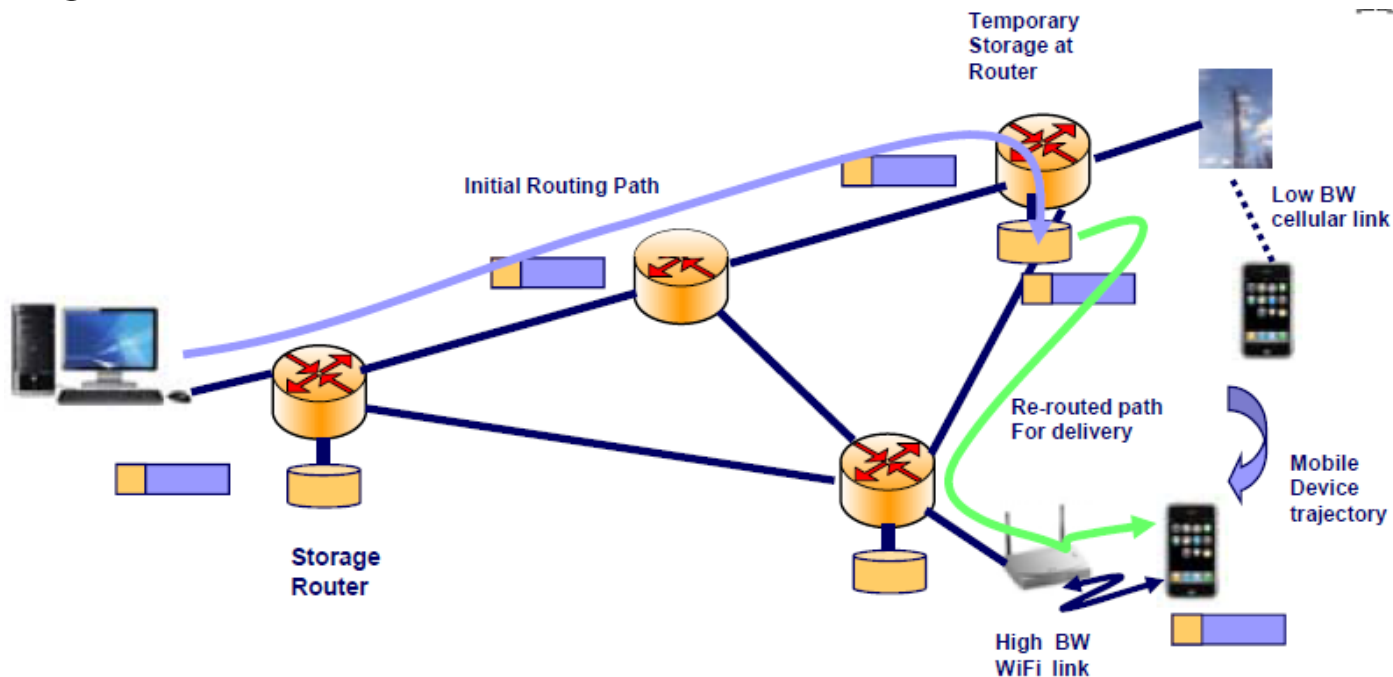 Temporary
Storage at
Router
Initial Routing Path
Low BW
cellular link
Re-routed path
For delivery
Mobile
Device
trajectory
Storage
Router
High BW
WiFi link